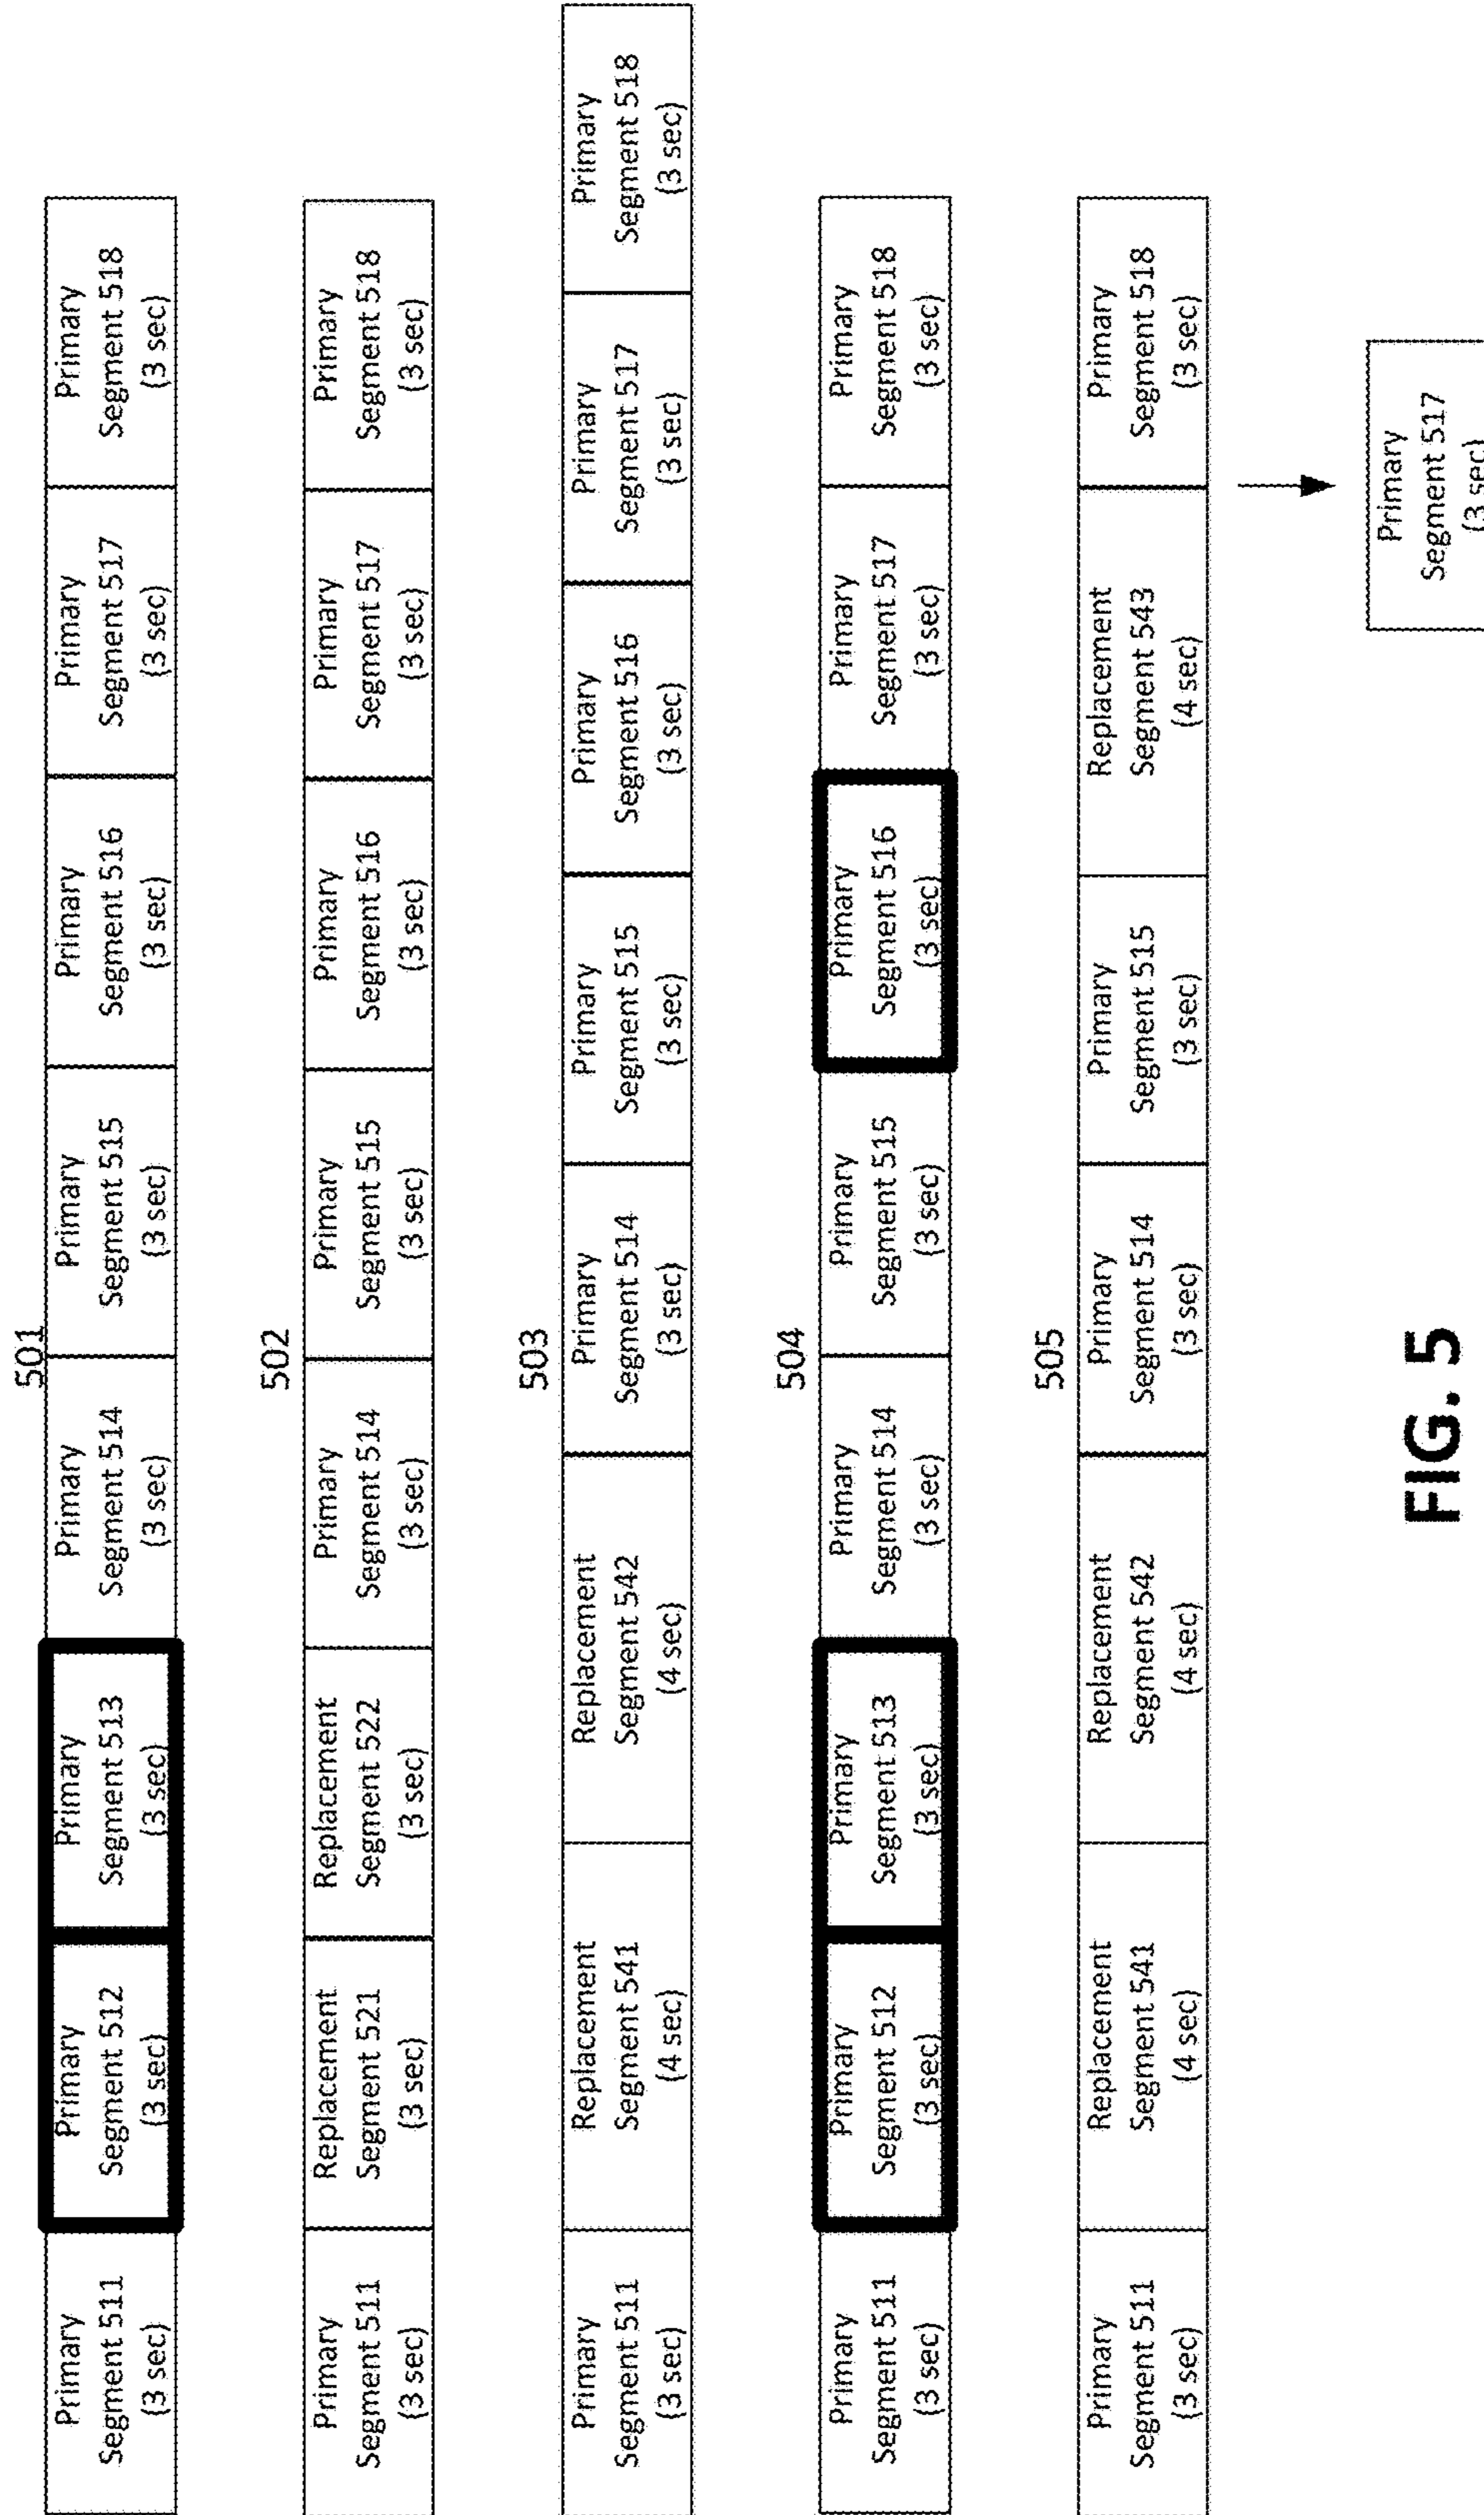 501
Primary
Segment 511
(3 sec)
Primary
Segment 512
(3 sec)
Primary
Segment 513
(3 sec)
Primary
Segment 514
(3 sec)
Primary
Segment 515
(3 sec)
Primary
Segment 516
(3 sec)
Primary
Segment 517
(3 sec)
Primary
Segment 518
(3 sec)
502
Primary
Segment 511
(3 sec)
Replacement
Segment 521
(3 sec)
Replacement
Segment 522
(3 sec)
Primary
Segment 514
(3 sec)
Primary
Segment 515
(3 sec)
Primary
Segment 516
(3 sec)
Primary
Segment 517
(3 sec)
Primary
Segment 518
(3 sec)
503
Primary
Segment 511
(3 sec)
Replacement
Segment 541
(4 sec)
Replacement
Segment 542
(4 sec)
Primary
Segment 514
(3 sec)
Primary
Segment 515
(3 sec)
Primary
Segment 516
(3 sec)
Primary
Segment 517
(3 sec)
Primary
Segment 518
(3 sec)
504
Primary
Segment 511
(3 sec)
Primary
Segment 512
(3 sec)
Primary
Segment 513
(3 sec)
Primary
Segment 514
(3 sec)
Primary
Segment 515
(3 sec)
Primary
Segment 516
(3 sec)
Primary
Segment 517
(3 sec)
Primary
Segment 518
(3 sec)
505
Primary
Segment 511
(3 sec)
Replacement
Segment 541
(4 sec)
Replacement
Segment 542
(4 sec)
Primary
Segment 514
(3 sec)
Primary
Segment 515
(3 sec)
Replacement
Segment 543
(4 sec)
Primary
Segment 518
(3 sec)
Primary
Segment 517
(3 sec)
FIG. 5